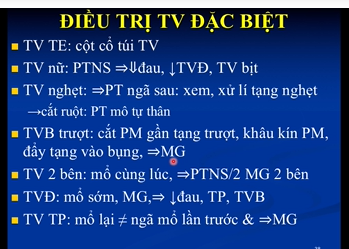 ĐIỀU TRỊ TV ĐẶC BIỆT
TV TE: cột cổ túi TV
TV nữ: PTNS ⇒⇓đau, ↓TVĐ, TV bịt
TV nghẹt: ⇒PT ngã sau: xem, xử lí tạng nghẹt
→cắt ruột: PT mô tự thân
TVB trượt: cắt PM gần tạng trượt, khâu kín PM,
đẩy tạng vào bụng, ⇒MG
TV 2 bên: mổ cùng lúc, ⇒PTNS/2 MG 2 bên
TVĐ: mổ sớm, MG,⇒ ↓đau, TP, TVB
TV TP: mổ lại ≠ ngã mổ lần trước & ⇒MG